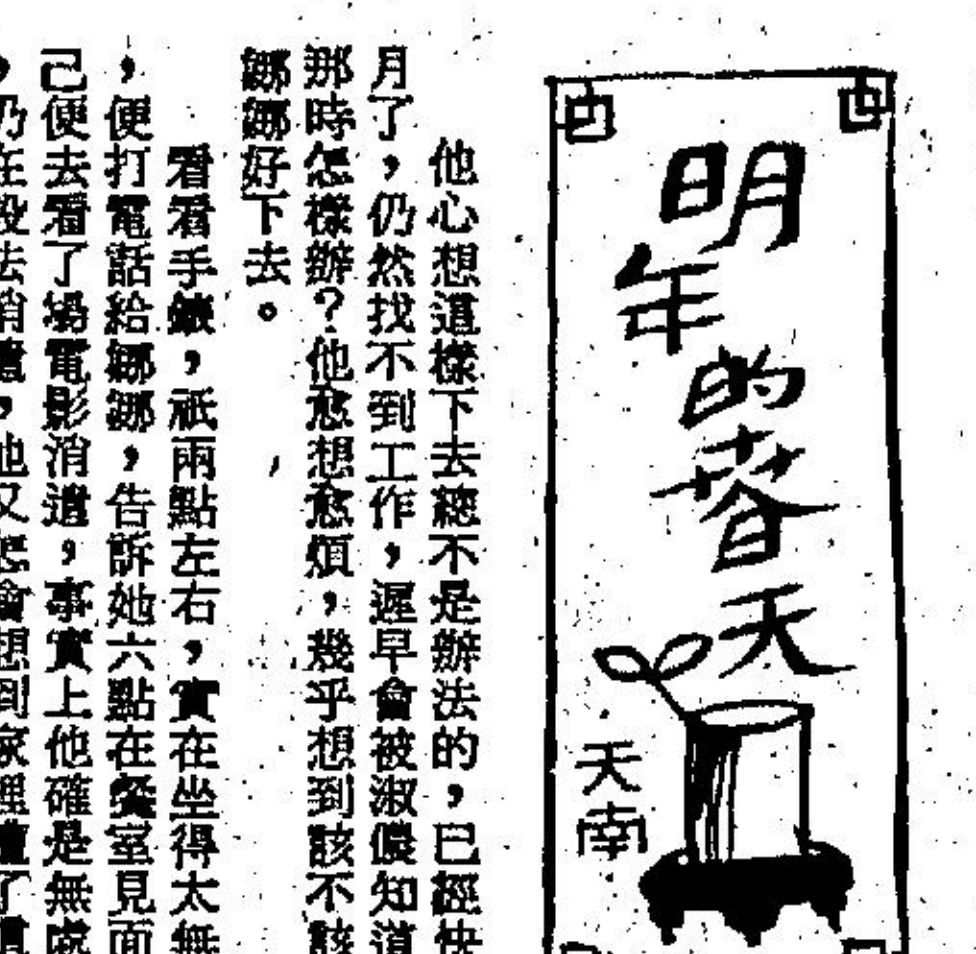 明年的春天
天南
他心想這樣下去總不是辦法的，已經快
月了，仍然找不到工作，遲早會被淑儂知道
那時怎樣辦？他愈想愈煩，幾乎想到該不該
娜娜好下去。
看看手錶，祇兩點左右，實在坐得太無
，便打電話給娜娜，告訴她六點在餐室見面
己便去看了場電影消遣，事實上他確是無處
，仍在設法消遣，他又怎會想到家裡